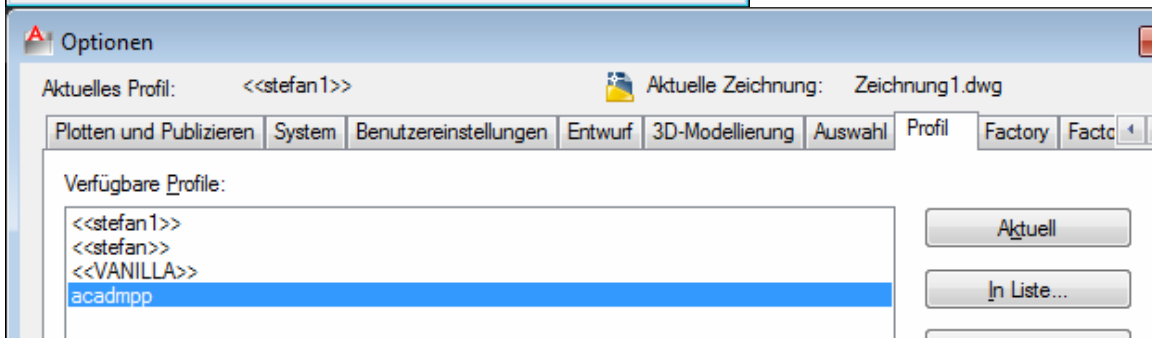 Optionen
Aktuelles Profil: <<stefan1>> Aktuelle Zeichnung: Zeichnung1.dwg
Plotten und Publizieren System Benutzereinstellungen Entwurf 3D-Modellierung Auswahl Profil Factory Factc
Verfügbare Profile:
<<stefan1>>
Aktuell
<<stefan>>
<<VANILLA>>
acadmpp
In Liste...